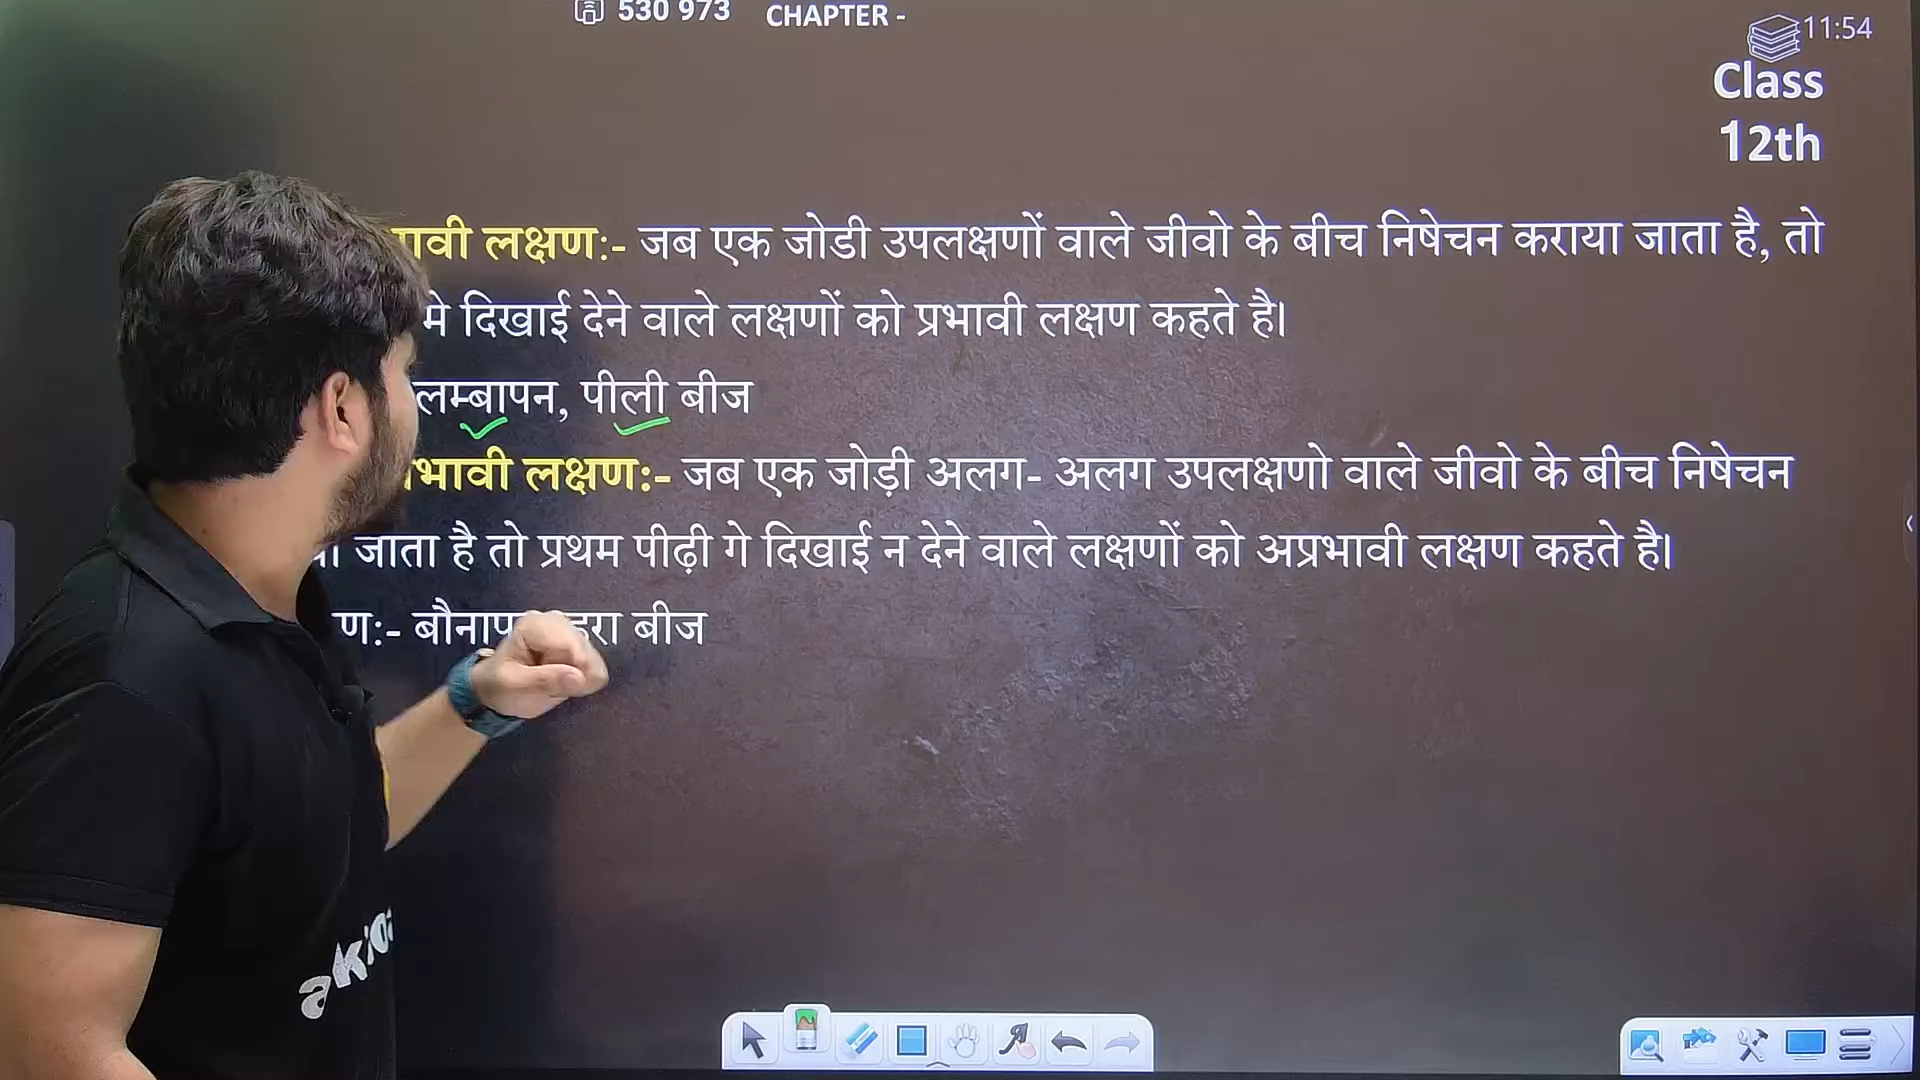 530 973 CHAPTER -
11:54
Class
12th
लक्षण:- जब एक जोडी उपलक्षणों वाले जीवो के बीच निषेचन कराया जाता है, तो
मे दिखाई देने वाले लक्षणों को प्रभावी लक्षण कहते है।
लम्बापन, पीली बीज
लक्षण:- जब एक जोड़ी अलग- अलग उपलक्षणो वाले जीवो के बीच निषेचन
जाता है तो प्रथम पीढ़ी गे दिखाई न देने वाले लक्षणों को अप्रभावी लक्षण कहते है।
बीज